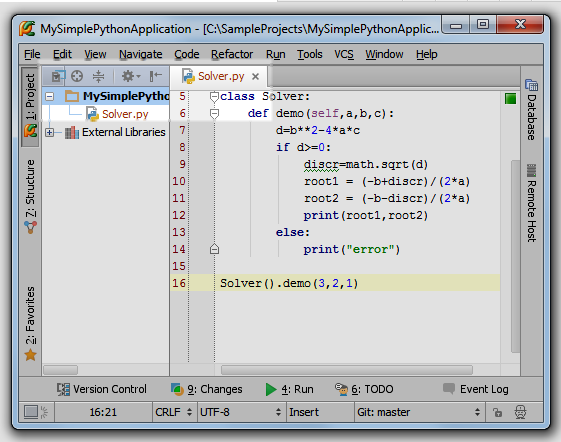 MySimplePythonApplication - [C:\SampleProjects\MySimplePythonApplic...
File Edit View Navigate Code Refactor Run Tools VCS Window Help
1: Project
7: Structure
2: Favorites
MySimplePytho
Solver.py
External Libraries
Solver.py
5 class Solver:
6     def demo(self,a,b,c):
7         d=b**2-4*a*c
8         if d>=0:
9             discr=math.sqrt(d)
10             root1 = (-b+discr)/(2*a)
11             root2 = (-b-discr)/(2*a)
12             print(root1,root2)
13         else:
14             print("error")
15
16 Solver().demo(3,2,1)
Database
Remote Host
Version Control 9: Changes 4: Run 6: TODO Event Log
16:21 CRLF UTF-8 Insert Git: master